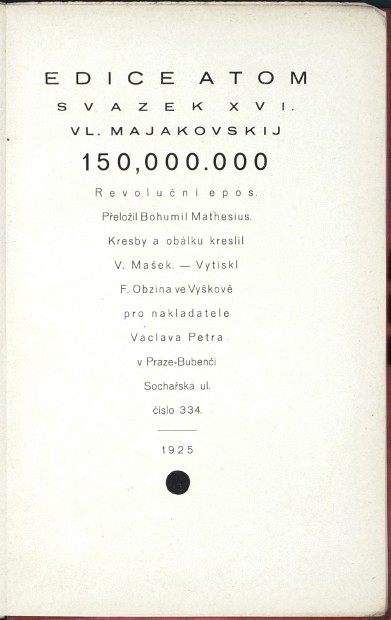 EDICE ATOM
SVAZEK XVI.
VL. MAJAKOVSKIJ
150,000.000
Revoluční epos.
Přeložil Bohumil Mathesius.
Kresby a obálku kreslil
V. Mašek. — Vytiskl
F. Obzina ve Vyškově
pro nakladatele
Václava Petra
v Praze-Bubenči
Sochařská ul.
číslo 334.
1925